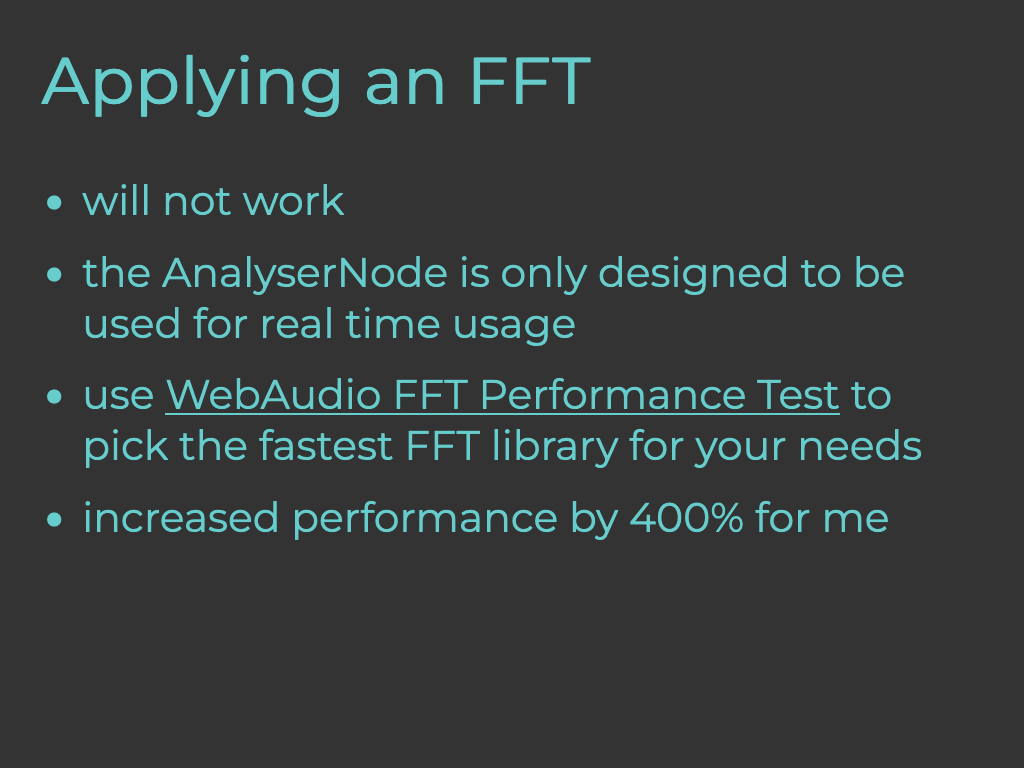 Applying an FFT
• will not work
• the AnalyserNode is only designed to be
used for real time usage
• use WebAudio FFT Performance Test to
pick the fastest FFT library for your needs
• increased performance by 400% for me